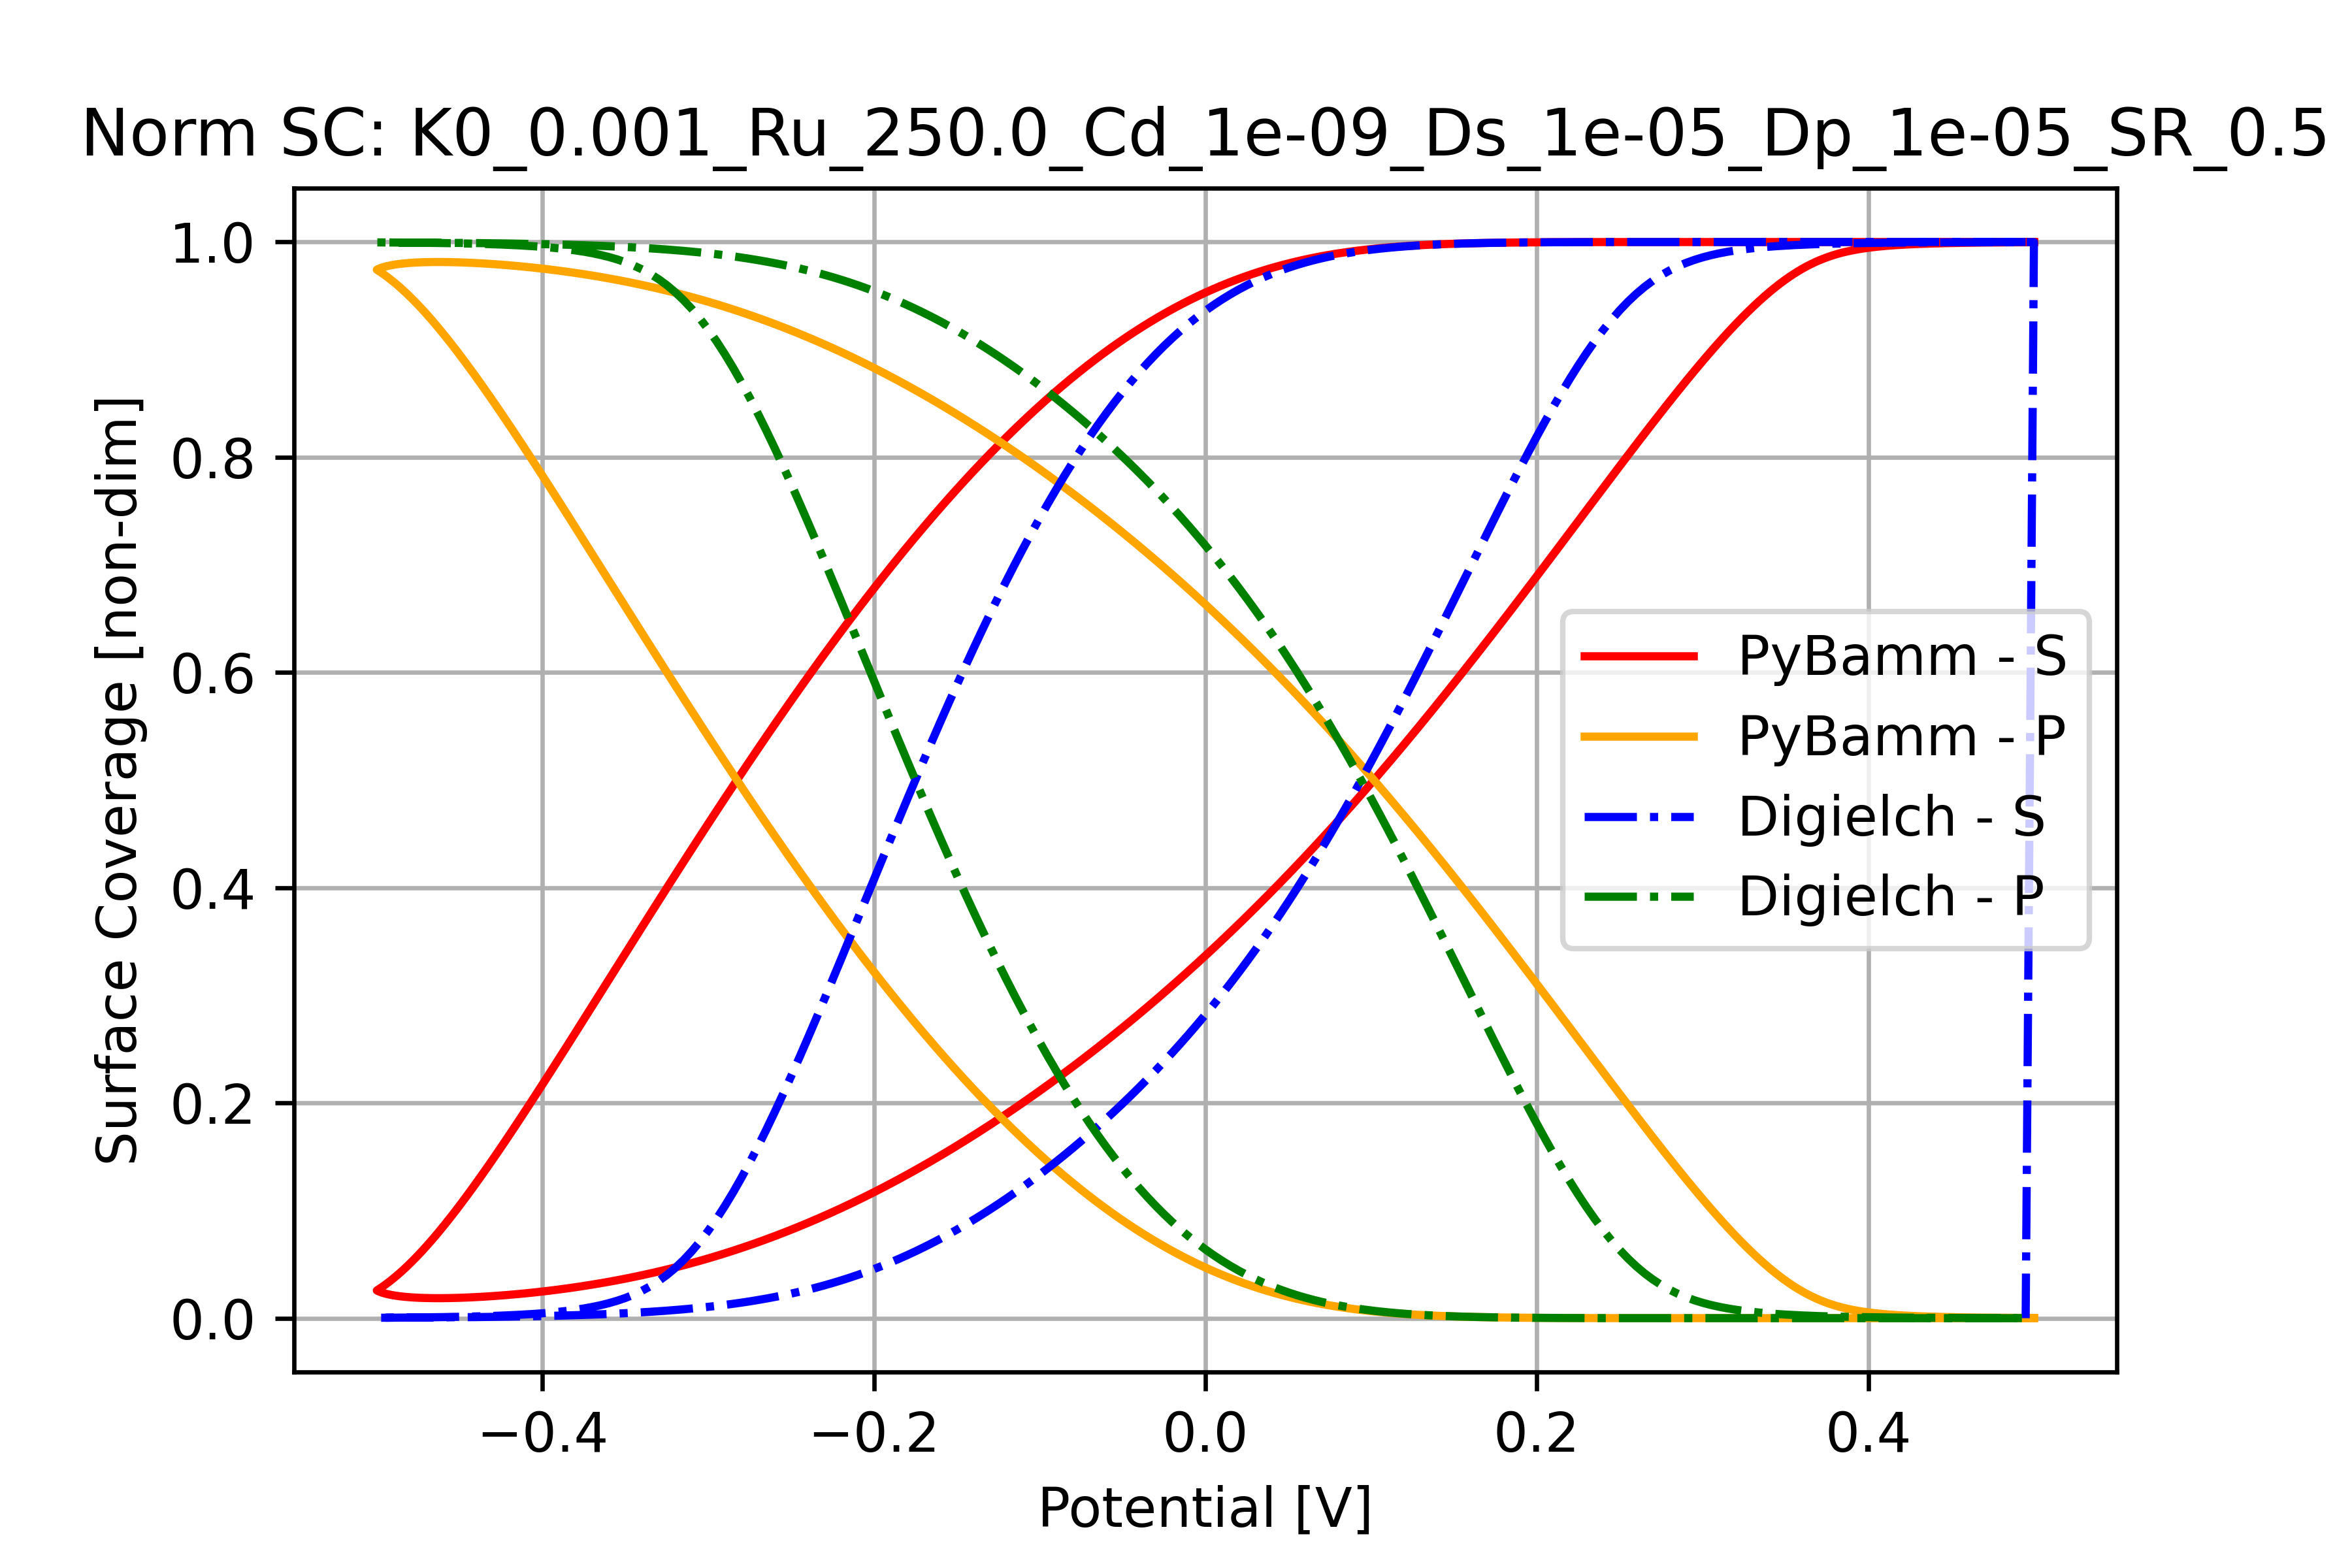 Norm SC: K0_0.001_Ru_250.0_Cd_1e-09_Ds_1e-05_Dp_1e-05_SR_0.5
Surface Coverage [non-dim]
1.0
0.8
0.6
0.4
0.2
0.0
PyBamm - S
PyBamm - P
Digielch - S
Digielch - P
−0.4 −0.2 0.0 0.2 0.4
Potential [V]